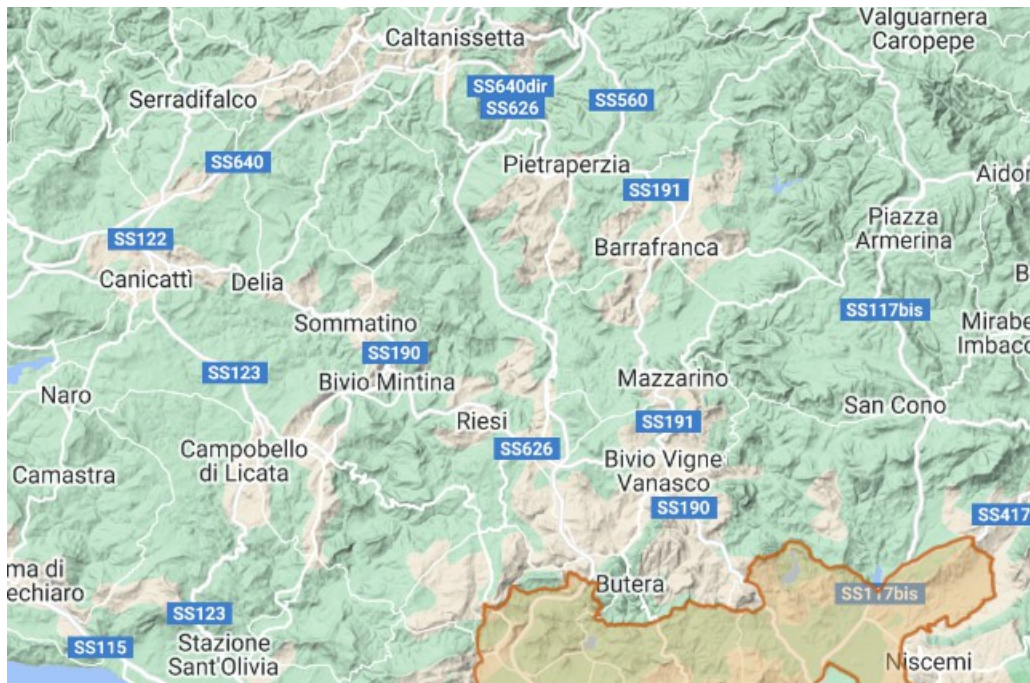 Valguarnera
Caropepe
Caltanissetta
SS640dir
SS626
SS560
Serradifalco
SS640
Pietraperzia
SS191
Aidor
Piazza
Armerina
SS122
Barrafranca
Canicattì
Delia
B
SS117bis
Sommatino
Mirabe
Imbacc
SS190
SS123
Bivio Mintina
Mazzarino
Naro
San Cono
Riesi
SS191
Campobello
di Licata
SS626
Bivio Vigne
Vanasco
Camastra
SS190
SS417
ma di
echiaro
Butera
SS117bis
SS123
SS115
Stazione
Sant'Olivia
Niscemi